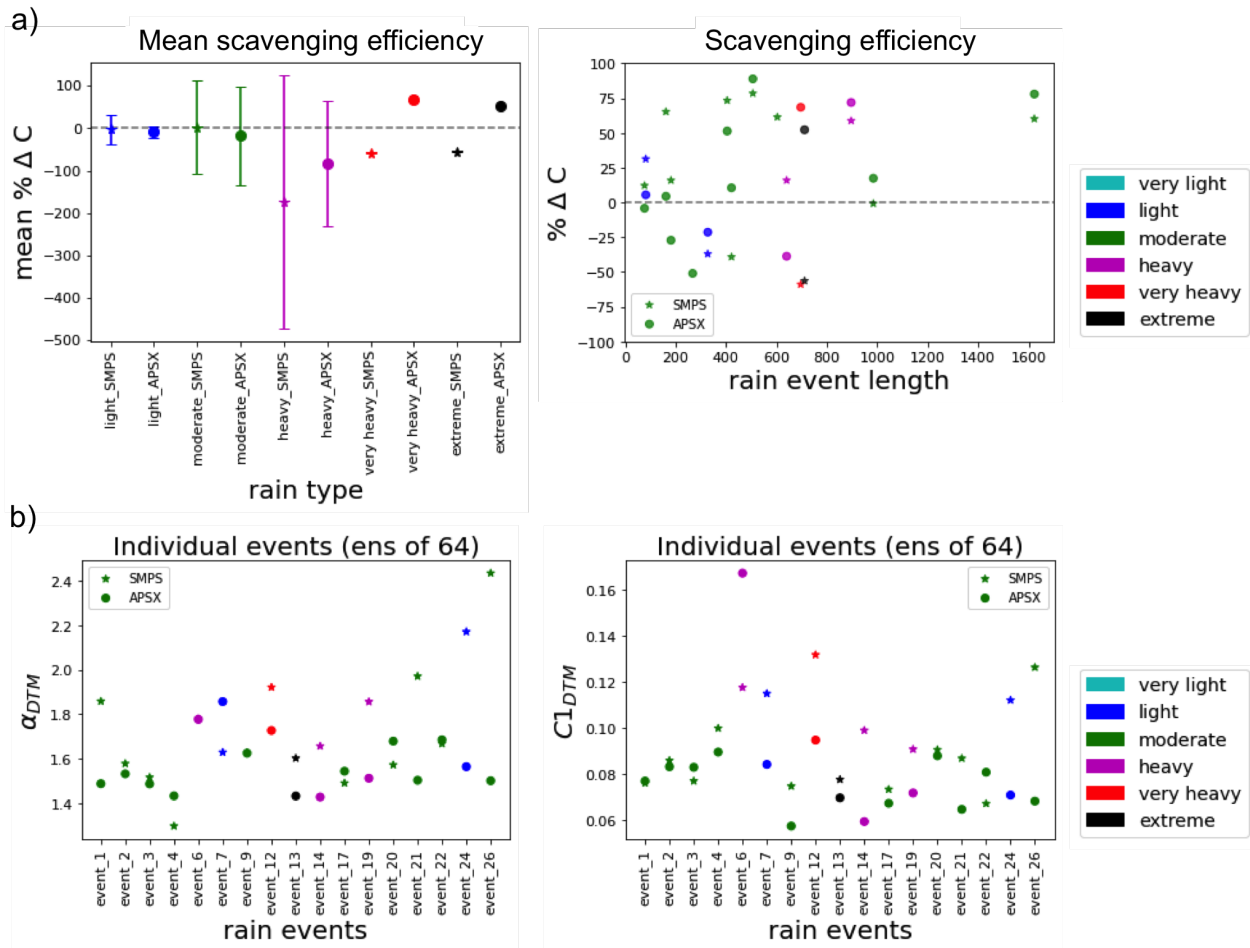 a)
Mean scavenging efficiency
Scavenging efficiency
mean % Δ C
100
0
−100
−200
−300
−400
−500
light_SMPS
light_APSX
moderate_SMPS
moderate_APSX
heavy_SMPS
heavy_APSX
very heavy_SMPS
very heavy_APSX
extreme_SMPS
extreme_APSX
rain type
% Δ C
100
75
50
25
0
−25
−50
−75
−100
SMPS
APSX
0 200 400 600 800 1000 1200 1400 1600
rain event length
very light
light
moderate
heavy
very heavy
extreme
b)
Individual events (ens of 64)
SMPS
APSX
α_DTM
2.4
2.2
2.0
1.8
1.6
1.4
event_1
event_2
event_3
event_4
event_6
event_7
event_9
event_12
event_13
event_14
event_17
event_19
event_20
event_21
event_22
event_24
event_26
rain events
Individual events (ens of 64)
SMPS
APSX
C1_DTM
0.16
0.14
0.12
0.10
0.08
0.06
event_1
event_2
event_3
event_4
event_6
event_7
event_9
event_12
event_13
event_14
event_17
event_19
event_20
event_21
event_22
event_24
event_26
rain events
very light
light
moderate
heavy
very heavy
extreme